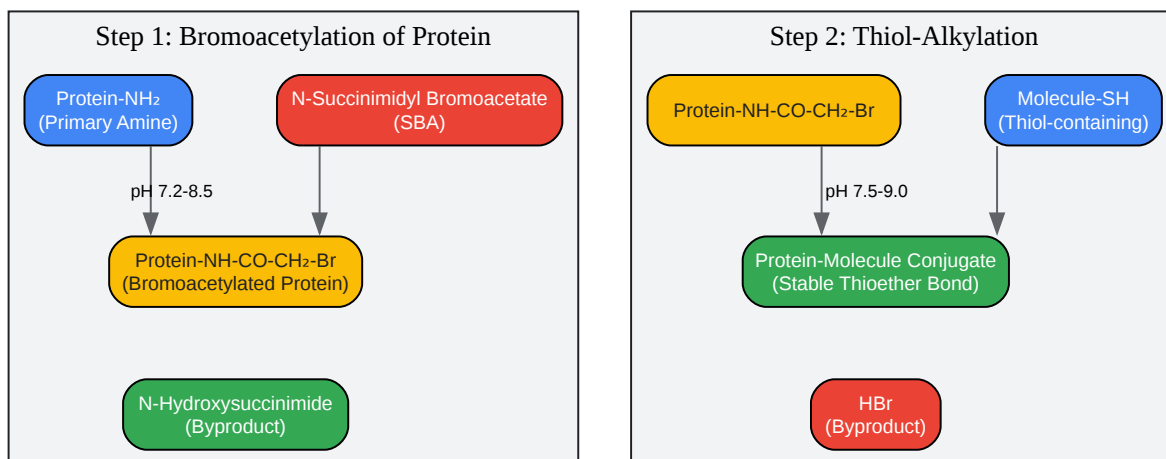 Step 1: Bromoacetylation of Protein
Protein-NH₂
(Primary Amine)
N-Succinimidyl Bromoacetate
(SBA)
pH 7.2-8.5
Protein-NH-CO-CH₂-Br
(Bromoacetylated Protein)
N-Hydroxysuccinimide
(Byproduct)
Step 2: Thiol-Alkylation
Protein-NH-CO-CH₂-Br
Molecule-SH
(Thiol-containing)
pH 7.5-9.0
Protein-Molecule Conjugate
(Stable Thioether Bond)
HBr
(Byproduct)